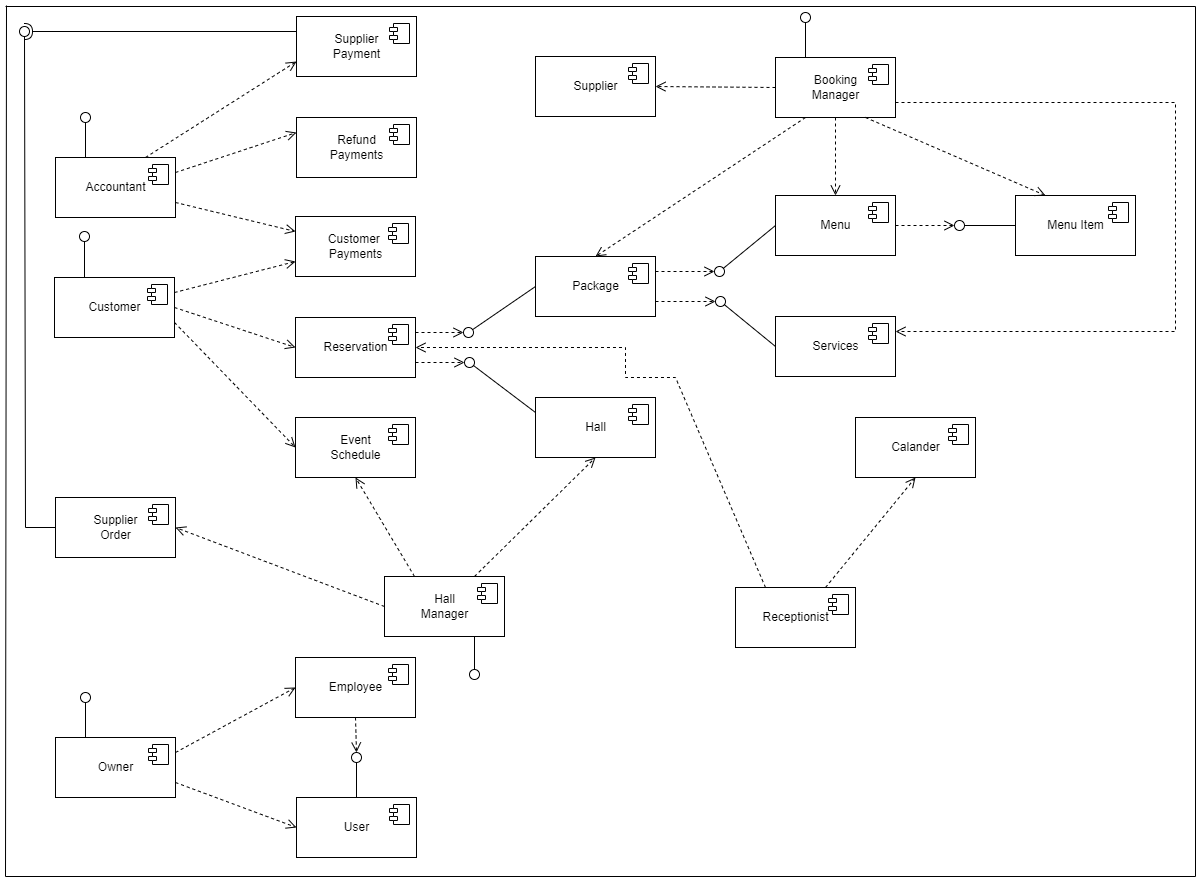 Supplier
Payment
Supplier
Booking
Manager
Refund
Payments
Accountant
Customer
Payments
Menu
Menu Item
Package
Customer
Reservation
Services
Hall
Event
Schedule
Calander
Supplier
Order
Hall
Manager
Receptionist
Employee
Owner
User